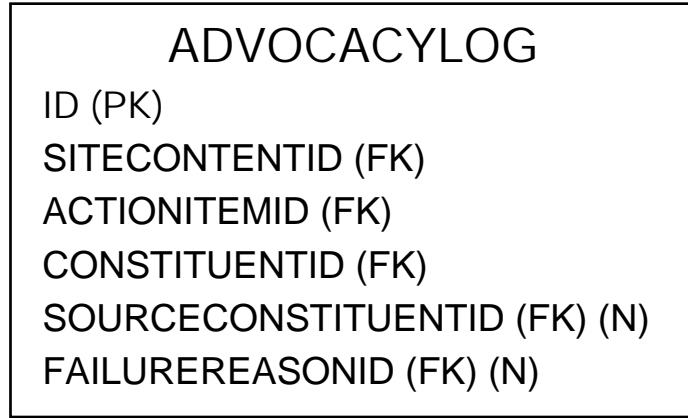 ADVOCACYLOG
ID (PK)
SITECONTENTID (FK)
ACTIONITEMID (FK)
CONSTITUENTID (FK)
SOURCECONSTITUENTID (FK) (N)
FAILUREREASONID (FK) (N)